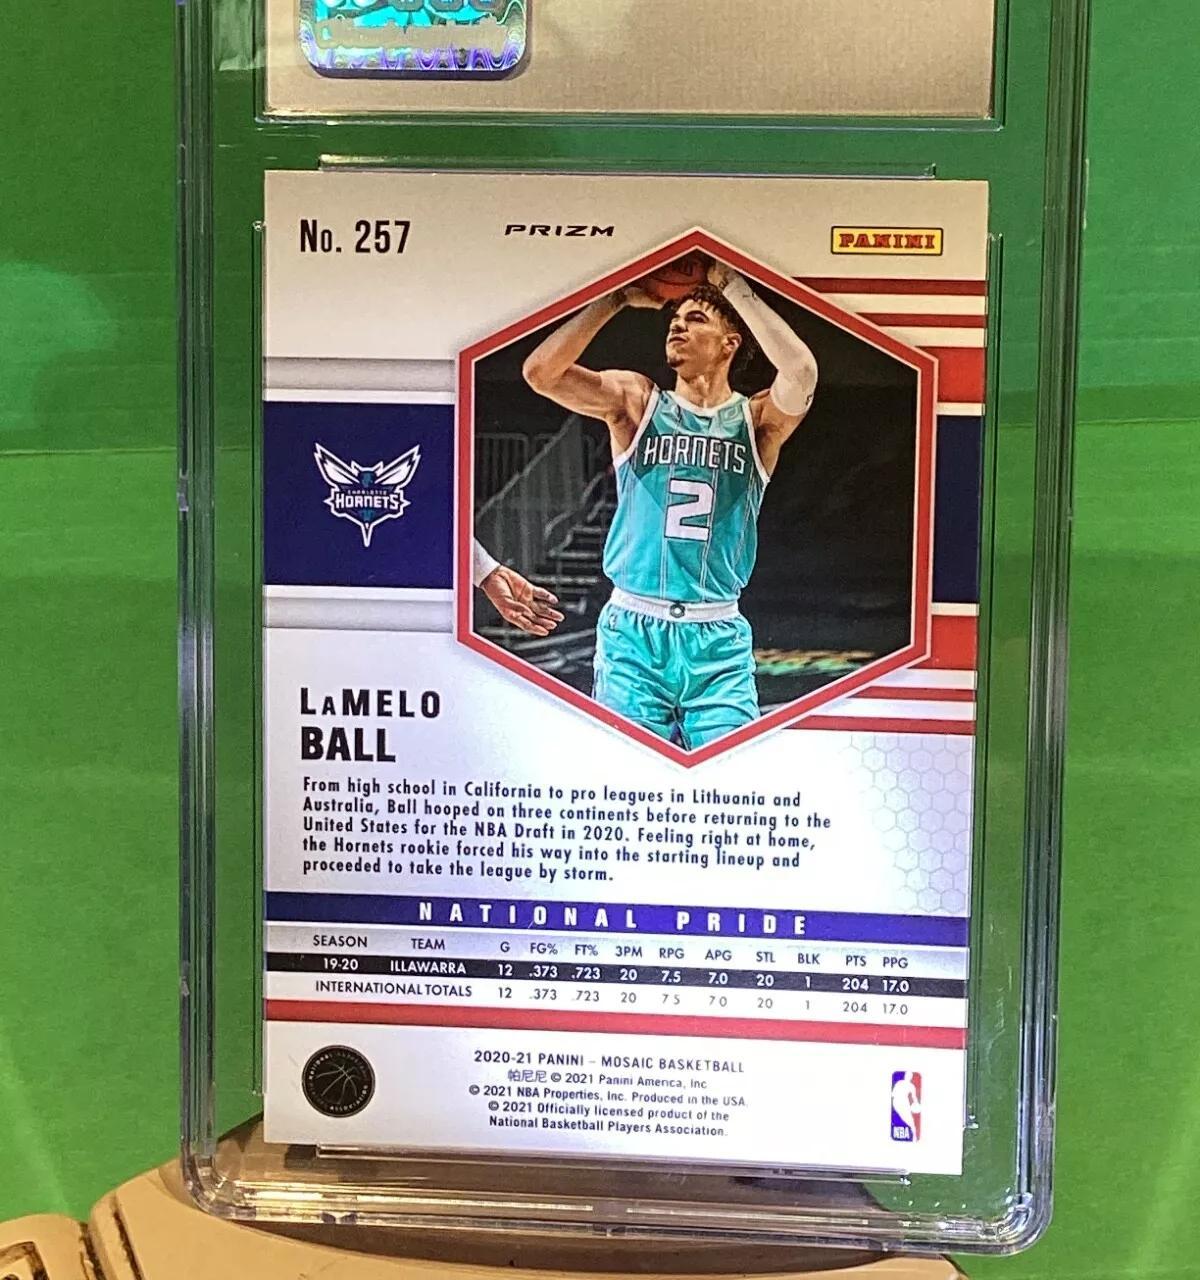 No. 257
PRIZM
PANINI
HORNETS
2
CHARLOTTE
HORNETS
LaMELO
BALL
From high school in California to pro leagues in Lithuania and
Australia, Ball hooped on three continents before returning to the
United States for the NBA Draft in 2020. Feeling right at home,
the Hornets rookie forced his way into the starting lineup and
proceeded to take the league by storm.
NATIONAL PRIDE
SEASON TEAM G FG% FT% 3PM RPG APG STL BLK PTS PPG
19-20 ILLAWARRA 12 .373 .723 20 7.5 7.0 20 1 204 17.0
INTERNATIONAL TOTALS 12 .373 .723 20 7 5 7 0 20 1 204 17.0
2020-21 PANINI – MOSAIC BASKETBALL
帕尼尼 © 2021 Panini America, Inc
© 2021 NBA Properties, Inc. Produced in the USA.
© 2021 Officially licensed product of the
National Basketball Players Association.
NBA